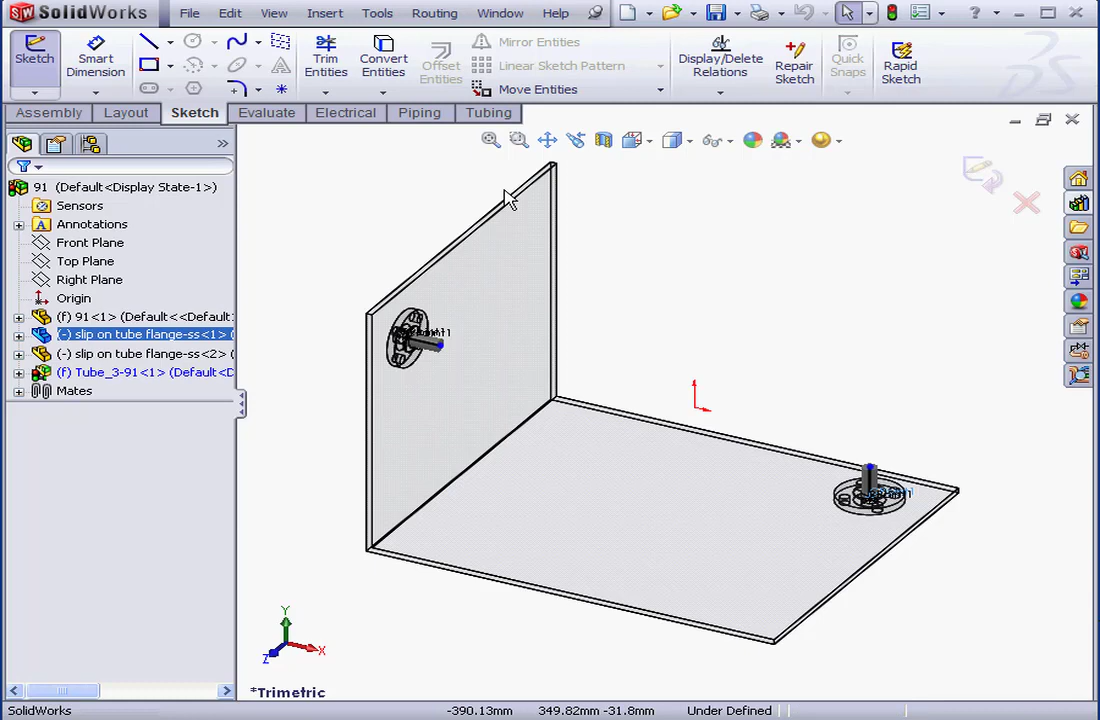 SolidWorks File Edit View Insert Tools Routing Window Help
Sketch
Smart Dimension
Trim Entities
Convert Entities
Offset Entities
Mirror Entities
Linear Sketch Pattern
Move Entities
Display/Delete Relations
Repair Sketch
Quick Snaps
Rapid Sketch
Assembly Layout Sketch Evaluate Electrical Piping Tubing
91 (Default<Display State-1>)
Sensors
Annotations
Front Plane
Top Plane
Right Plane
Origin
(f) 91<1> (Default<<Default
(-) slip on tube flange-ss<1> (
(-) slip on tube flange-ss<2> (
(f) Tube_3-91<1> (Default<D
Mates
Y
X
Z
*Trimetric
SolidWorks -390.13mm 349.82mm -31.8mm Under Defined